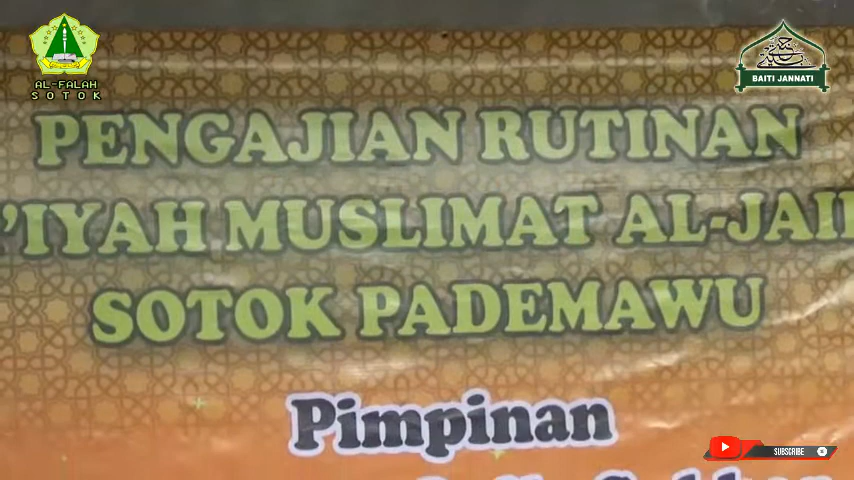 AL-FALAH
SOTOK
BAITI JANNATI
PENGAJIAN RUTINAN
'IYAH MUSLIMAT AL-JAI
SOTOK PADEMAWU
Pimpinan
SUBSCRIBE